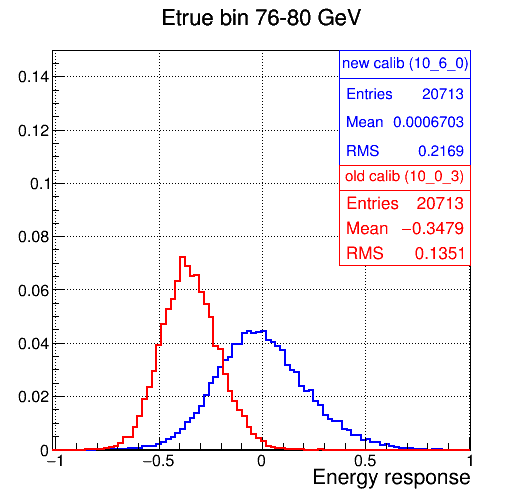 Etrue bin 76-80 GeV
new calib (10_6_0)
Entries 20713
Mean 0.0006703
RMS 0.2169
old calib (10_0_3)
Entries 20713
Mean −0.3479
RMS 0.1351
0.14
0.12
0.1
0.08
0.06
0.04
0.02
0
−1 −0.5 0 0.5 1
Energy response